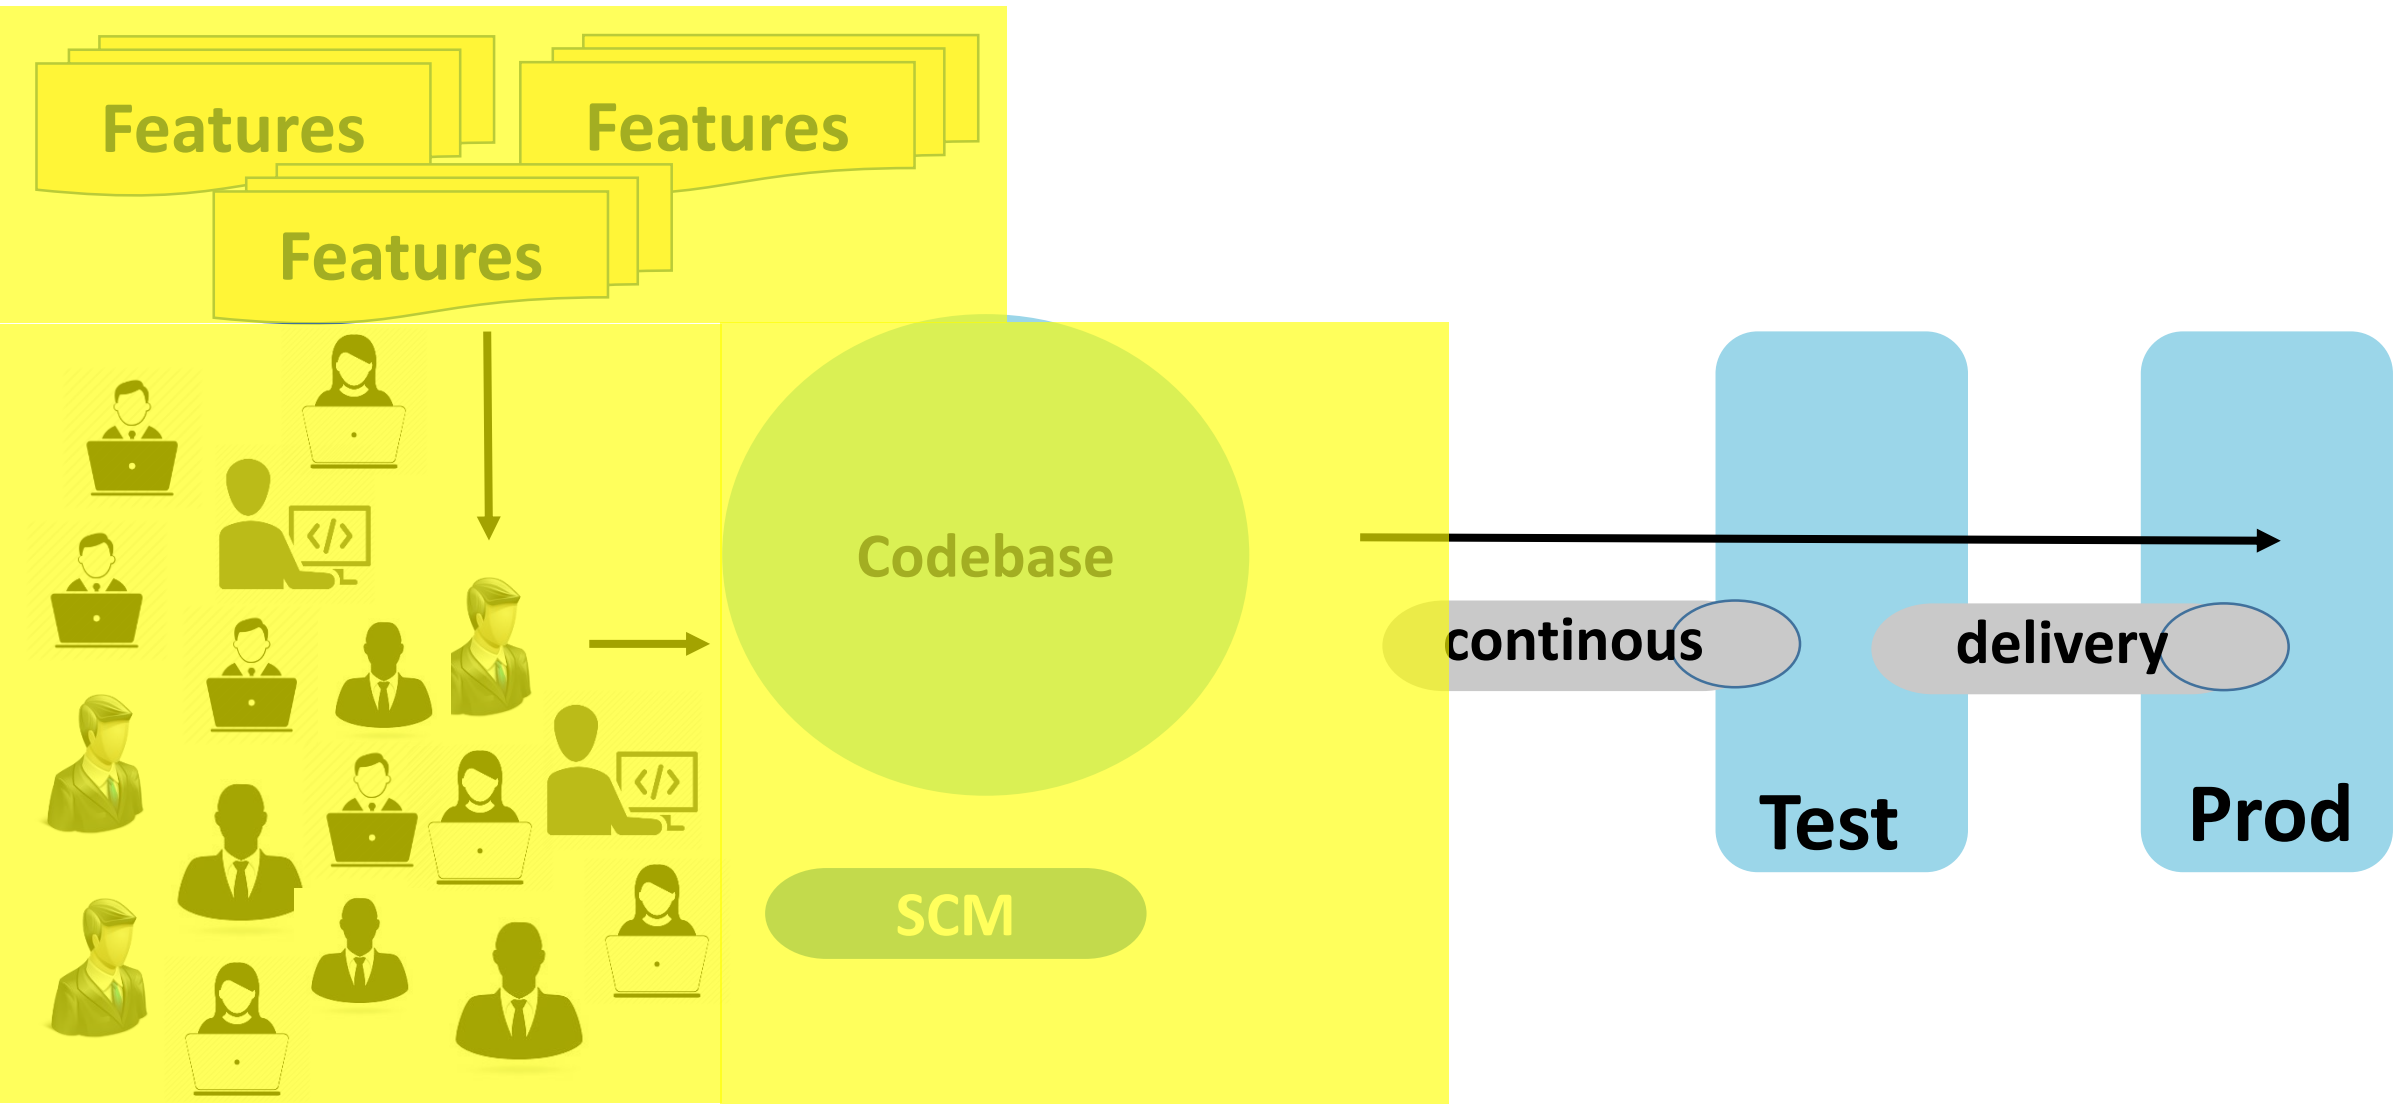 Features
Features
Features
Codebase
continous
delivery
Test
Prod
SCM